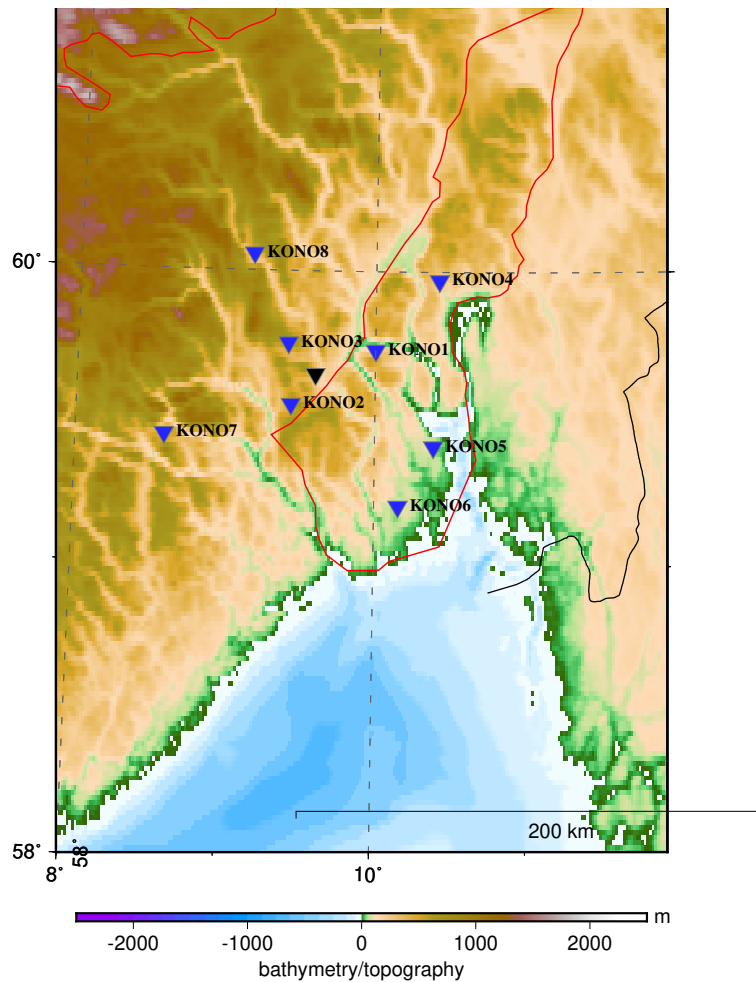 KONO8
60°
KONO4
KONO3
KONO1
KONO2
KONO7
KONO5
KONO6
200 km
58°
58°
8°
10°
m
-2000 -1000 0 1000 2000
bathymetry/topography